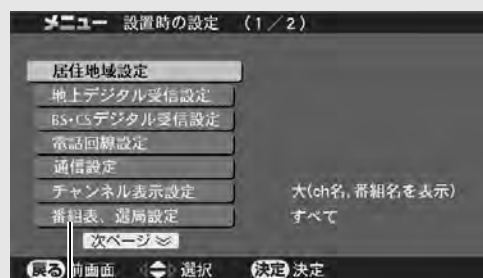 メニュー 設置時の設定 (1/2)
居住地域設定
地上デジタル受信設定
BS・CSデジタル受信設定
電話回線設定
通信設定
チャンネル表示設定 大(ch名,番組名を表示)
番組表、選局設定 すべて
次ページ
戻る 前画面 選択 決定 決定